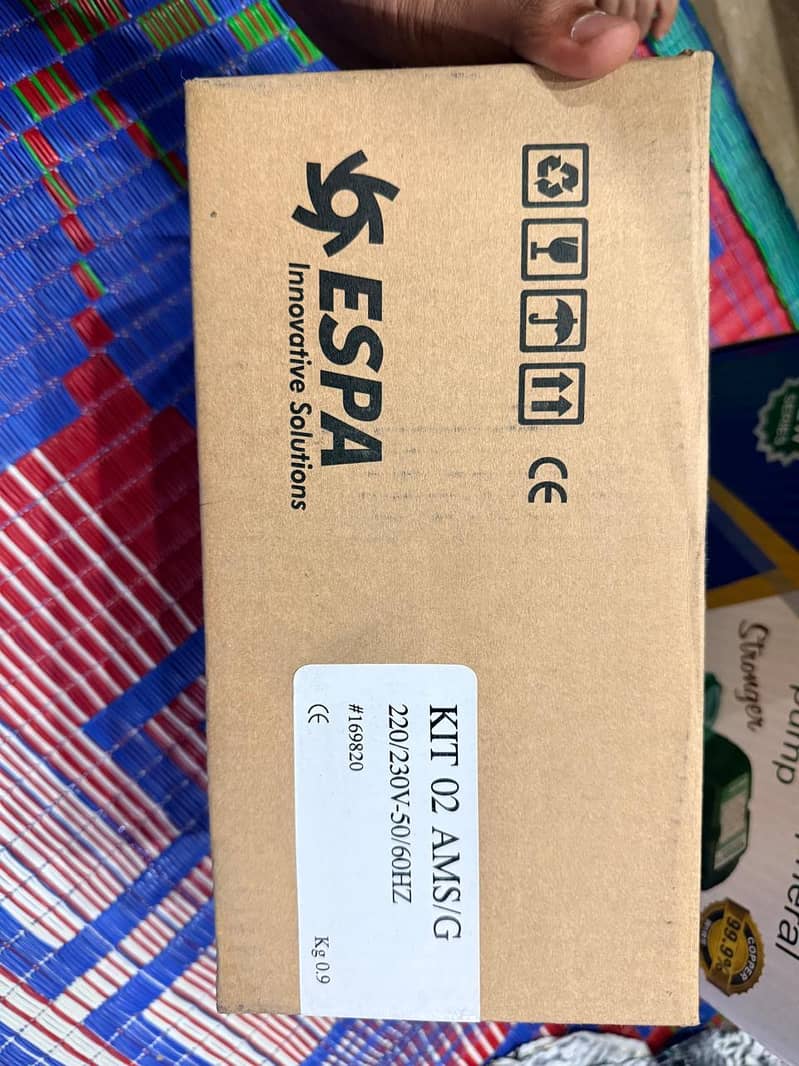 ESPA
Innovative Solutions
CE
KIT 02 AMS/G
220/230V-50/60HZ
#169820
CE
Kg 0.9
SERIES
Stronger
pump
99.9%
COPPER